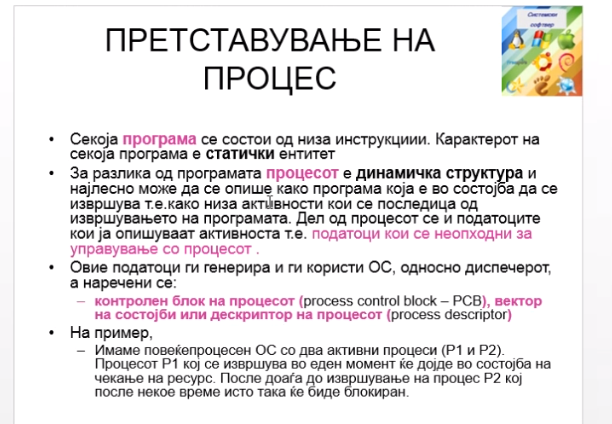 Системски
софтвер
ПРЕТСТАВУВАЊЕ НА
ПРОЦЕС
• Секоја програма се состои од низа инструкциии. Карактерот на
секоја програма е статички ентитет
• За разлика од програмата процесот е динамичка структура и
најлесно може да се опише како програма која е во состојба да се
извршува т.е.како низа активности кои се последица од
извршувањето на програмата. Дел од процесот се и податоците
кои ја опишуваат активноста т.е. податоци кои се неопходни за
управување со процесот .
• Овие податоци ги генерира и ги користи ОС, односно диспечерот,
а наречени се:
– контролен блок на процесот (process control block – PCB), вектор
на состојби или дескриптор на процесот (process descriptor)
• На пример,
– Имаме повеќепроцесен ОС со два активни процеси (P1 и P2).
Процесот P1 кој се извршува во еден момент ќе дојде во состојба на
чекање на ресурс. После доаѓа до извршување на процес P2 кој
после некое време исто така ќе биде блокиран.